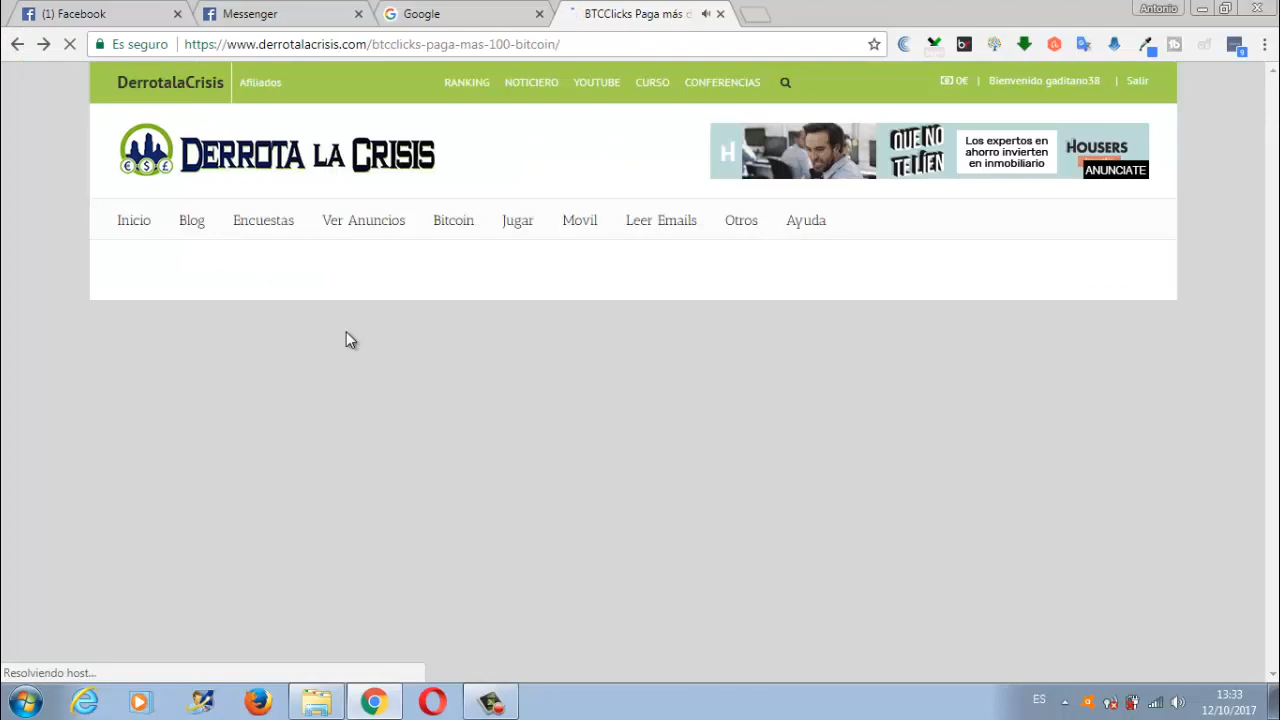 (1) Facebook
Messenger
Google
BTCClicks Paga más d
Antonio
Es seguro
https://www.derrotalacrisis.com/btcclicks-paga-mas-100-bitcoin/
DerrotalaCrisis
Afiliados
RANKING
NOTICIERO
YOUTUBE
CURSO
CONFERENCIAS
0€ | Bienvenido gaditano38 | Salir
DERROTA LA CRISIS
H
QUE NO
TE LÍEN
Los expertos en
ahorro invierten
en inmobiliario
HOUSERS
ANUNCIATE
Inicio
Blog
Encuestas
Ver Anuncios
Bitcoin
Jugar
Movil
Leer Emails
Otros
Ayuda
Resolviendo host...
ES
13:33
12/10/2017